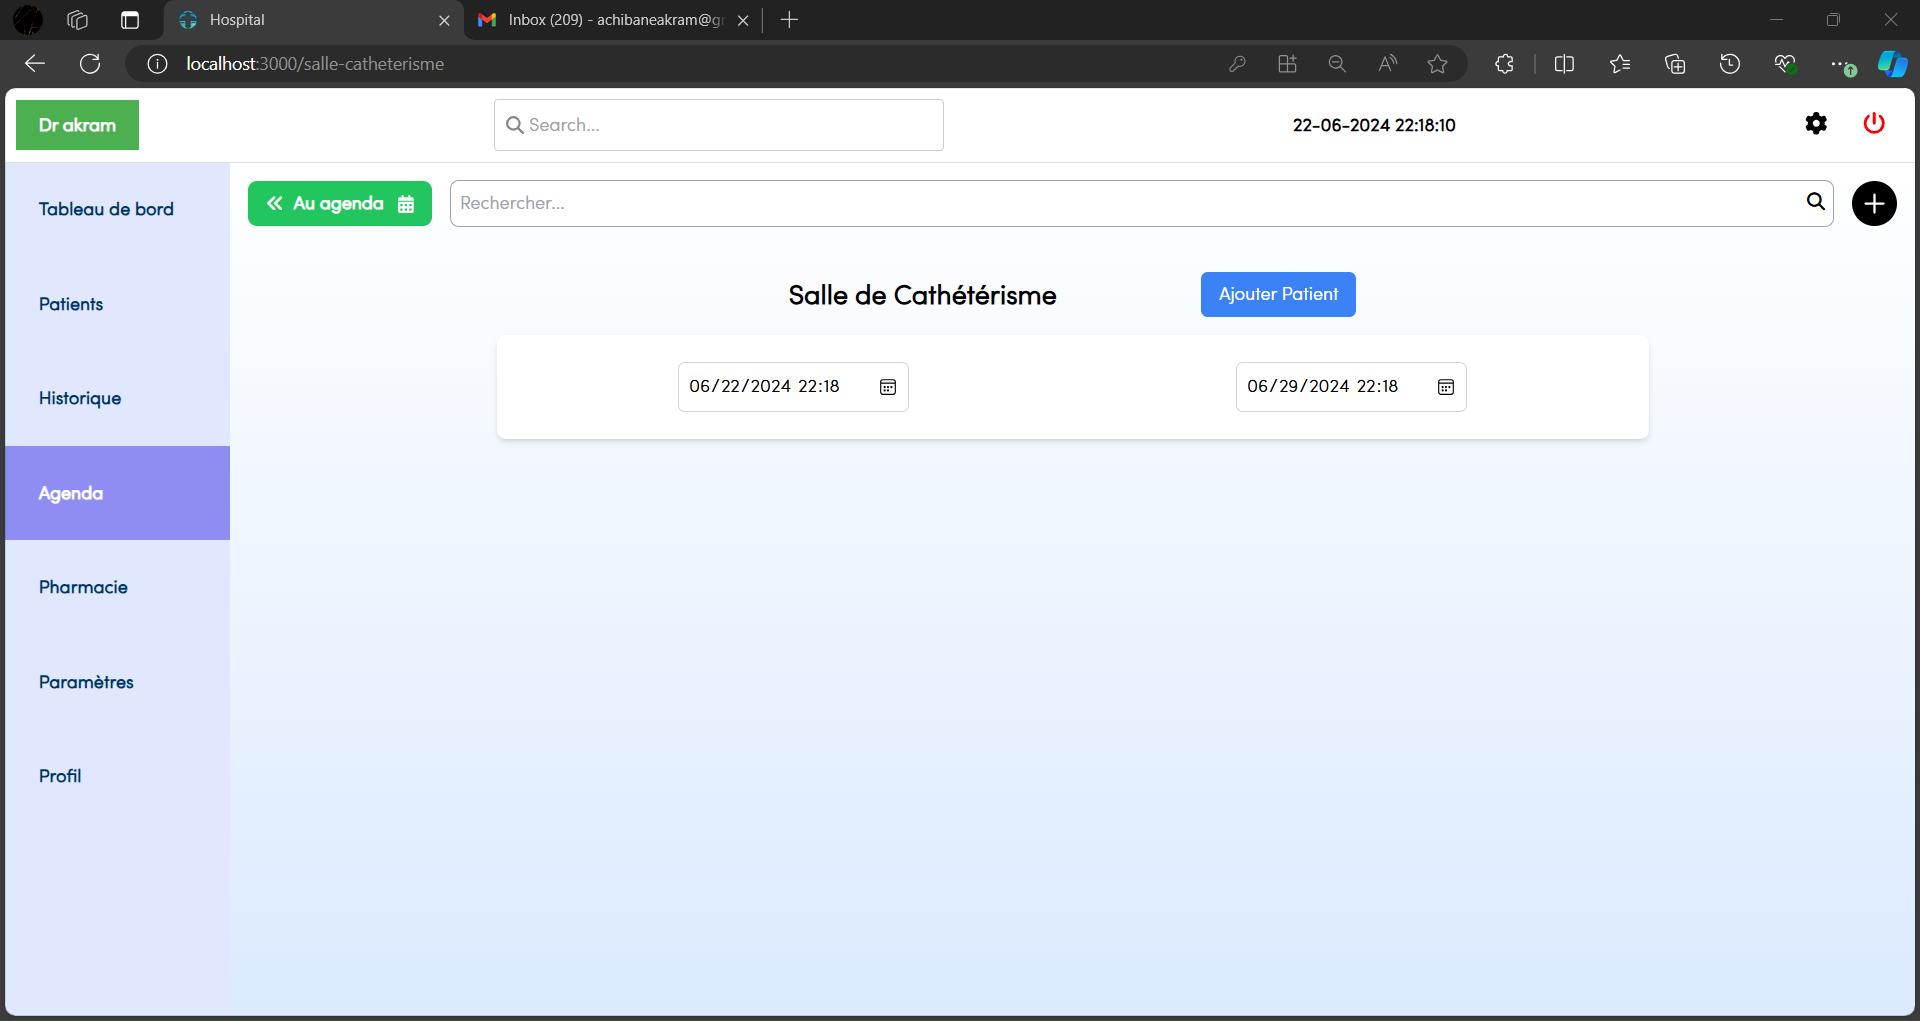 Hospital
Inbox (209) - achibaneakram@g
localhost:3000/salle-catheterisme
Dr akram
Search...
22-06-2024 22:18:10
Tableau de bord
Patients
Historique
Agenda
Pharmacie
Paramètres
Profil
Au agenda
Rechercher...
Salle de Cathétérisme
Ajouter Patient
06/22/2024 22:18
06/29/2024 22:18